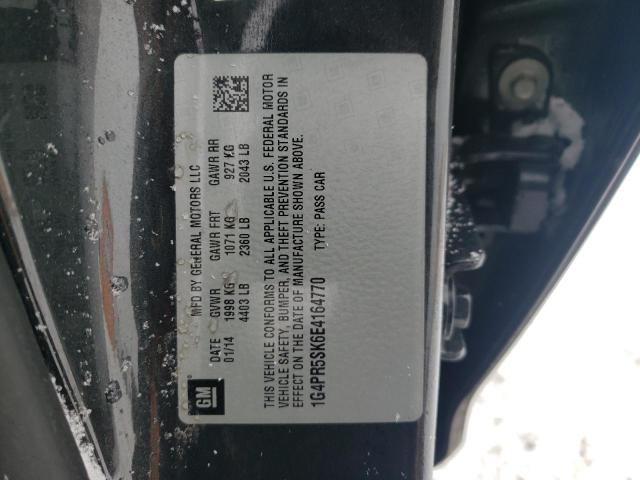 MFD BY GENERAL MOTORS LLC
DATE GVWR GAWR FRT GAWR RR
01/14 1998 KG 1071 KG 927 KG
4403 LB 2360 LB 2043 LB
THIS VEHICLE CONFORMS TO ALL APPLICABLE U.S. FEDERAL MOTOR
VEHICLE SAFETY, BUMPER, AND THEFT PREVENTION STANDARDS IN
EFFECT ON THE DATE OF MANUFACTURE SHOWN ABOVE.
1G4PR5SK6E4164770 TYPE: PASS CAR
GM